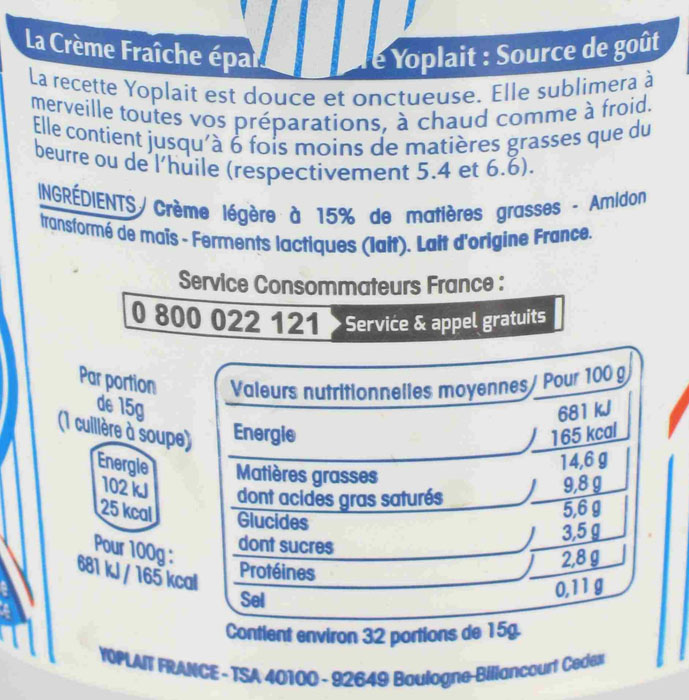 La Crème Fraîche épai e Yoplait : Source de goût
La recette Yoplait est douce et onctueuse. Elle sublimera à
merveille toutes vos préparations, à chaud comme à froid.
Elle contient jusqu'à 6 fois moins de matières grasses que du
beurre ou de l'huile (respectivement 5.4 et 6.6).
INGRÉDIENTS/ Crème légère à 15% de matières grasses - Amidon
transformé de maïs - Ferments lactiques (lait). Lait d'origine France.
Service Consommateurs France :
0 800 022 121 Service & appel gratuits
Par portion
de 15g
(1 cuillère à soupe)
Energie
102 kJ
25 kcal
Pour 100g :
681 kJ / 165 kcal
Valeurs nutritionnelles moyennes/ Pour 100 g
Energie 681 kJ
165 kcal
Matières grasses 14,6 g
dont acides gras saturés 9,8 g
Glucides 5,6 g
dont sucres 3,5 g
Protéines 2,8 g
Sel 0,11 g
Contient environ 32 portions de 15g.
YOPLAIT FRANCE - TSA 40100 - 92649 Boulogne-Billancourt Cedex